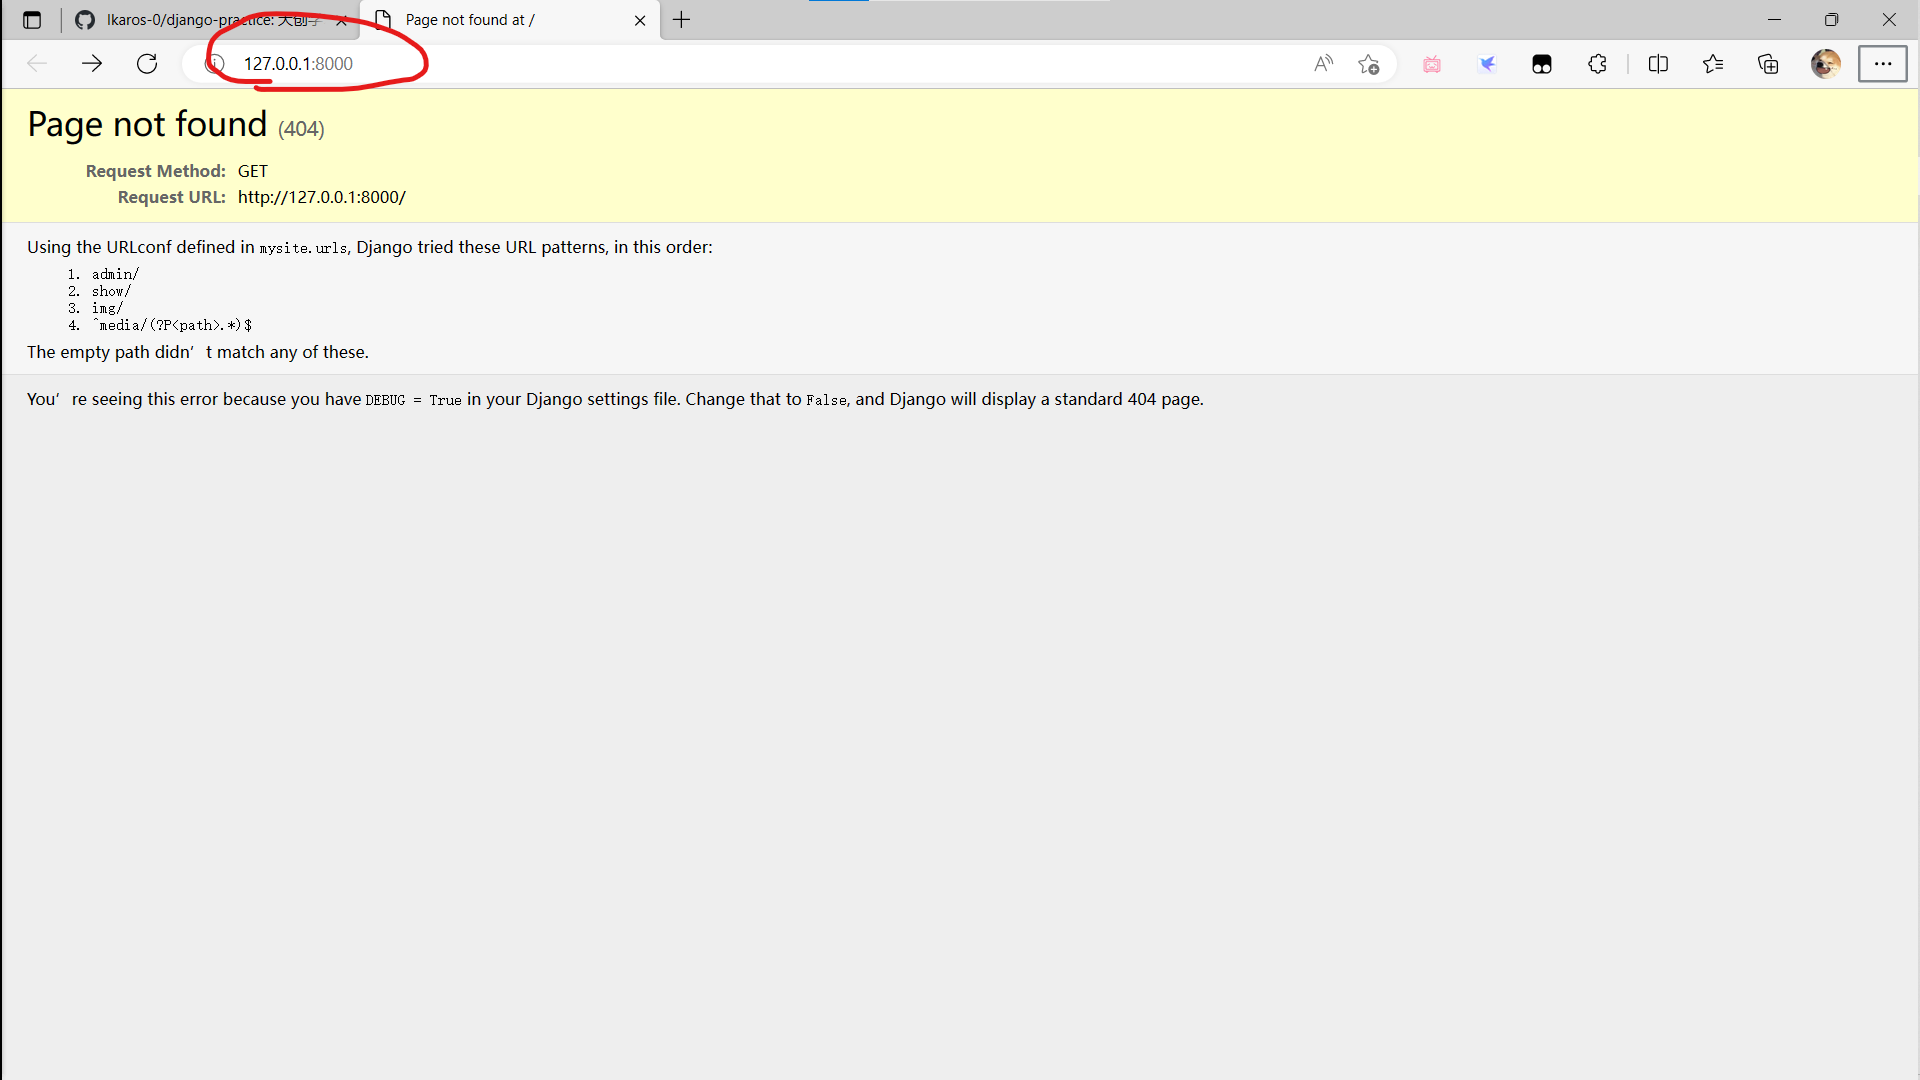 Ikaros-0/django-practice: 大创学
Page not found at /
127.0.0.1:8000
Page not found (404)
Request Method: GET
Request URL: http://127.0.0.1:8000/
Using the URLconf defined in mysite.urls, Django tried these URL patterns, in this order:
1. admin/
2. show/
3. img/
4. ^media/(?P<path>.*)$
The empty path didn’t match any of these.
You’re seeing this error because you have DEBUG = True in your Django settings file. Change that to False, and Django will display a standard 404 page.